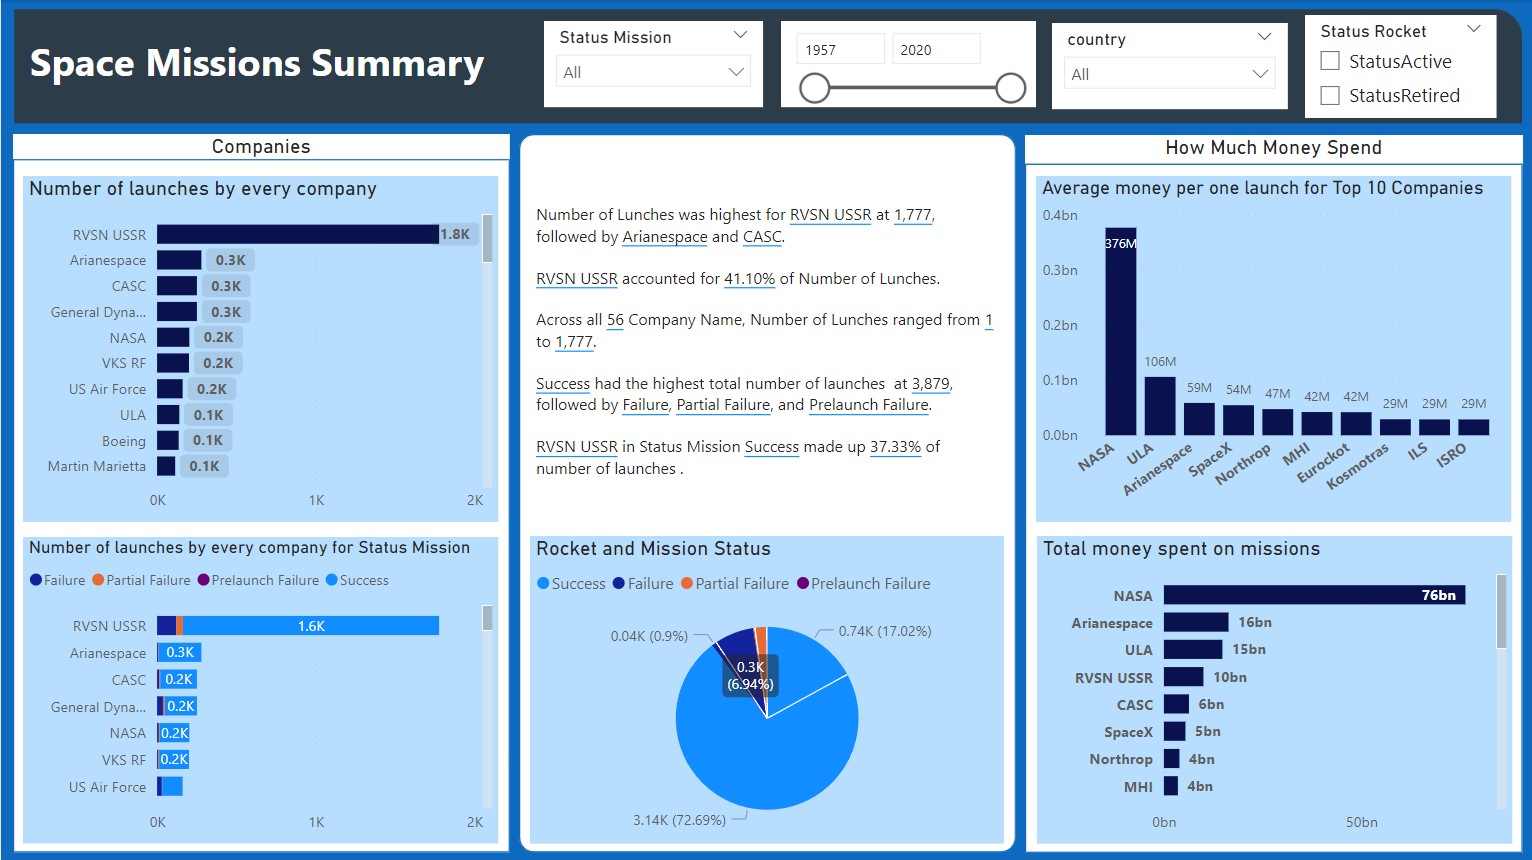 Space Missions Summary
Status Mission
All
1957
2020
country
All
Status Rocket
StatusActive
StatusRetired
Companies
Number of launches by every company
RVSN USSR
1.8K
Arianespace
0.3K
CASC
0.3K
General Dyna...
0.3K
NASA
0.2K
VKS RF
0.2K
US Air Force
0.2K
ULA
0.1K
Boeing
0.1K
Martin Marietta
0.1K
0K
1K
2K
Number of launches by every company for Status Mission
Failure
Partial Failure
Prelaunch Failure
Success
RVSN USSR
1.6K
Arianespace
0.3K
CASC
0.2K
General Dyna...
0.2K
NASA
0.2K
VKS RF
0.2K
US Air Force
0K
1K
2K
Number of Lunches was highest for RVSN USSR at 1,777,
followed by Arianespace and CASC.
RVSN USSR accounted for 41.10% of Number of Lunches.
Across all 56 Company Name, Number of Lunches ranged from 1
to 1,777.
Success had the highest total number of launches at 3,879,
followed by Failure, Partial Failure, and Prelaunch Failure.
RVSN USSR in Status Mission Success made up 37.33% of
number of launches .
Rocket and Mission Status
Success
Failure
Partial Failure
Prelaunch Failure
0.04K (0.9%)
0.74K (17.02%)
0.3K
(6.94%)
3.14K (72.69%)
How Much Money Spend
Average money per one launch for Top 10 Companies
0.4bn
0.3bn
0.2bn
0.1bn
0.0bn
376M
106M
59M
54M
47M
42M
42M
29M
29M
29M
NASA
ULA
Arianespace
SpaceX
Northrop
MHI
Eurockot
Kosmotras
ILS
ISRO
Total money spent on missions
NASA
76bn
Arianespace
16bn
ULA
15bn
RVSN USSR
10bn
CASC
6bn
SpaceX
5bn
Northrop
4bn
MHI
4bn
0bn
50bn